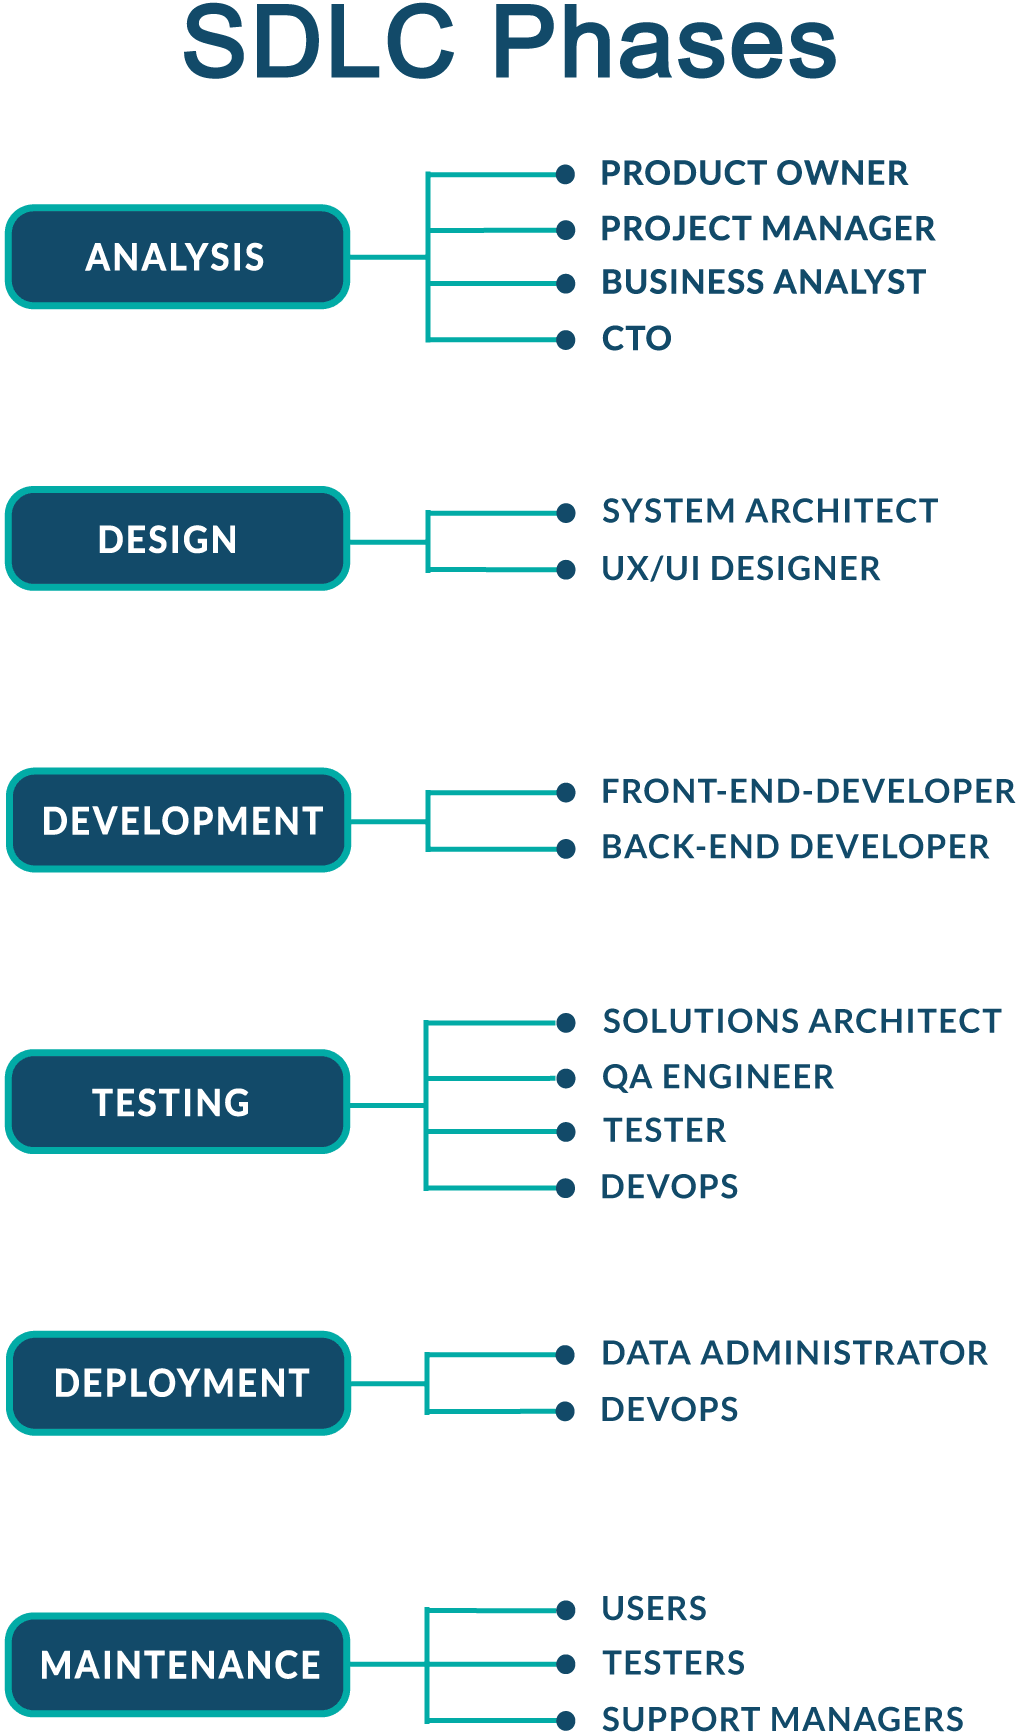 SDLC Phases
ANALYSIS
PRODUCT OWNER
PROJECT MANAGER
BUSINESS ANALYST
CTO
DESIGN
SYSTEM ARCHITECT
UX/UI DESIGNER
DEVELOPMENT
FRONT-END-DEVELOPER
BACK-END DEVELOPER
TESTING
SOLUTIONS ARCHITECT
QA ENGINEER
TESTER
DEVOPS
DEPLOYMENT
DATA ADMINISTRATOR
DEVOPS
MAINTENANCE
USERS
TESTERS
SUPPORT MANAGERS